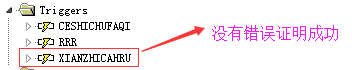 Triggers
CESHICHUFAQI
RRR
XIANZHICAHRU
没有错误证明成功